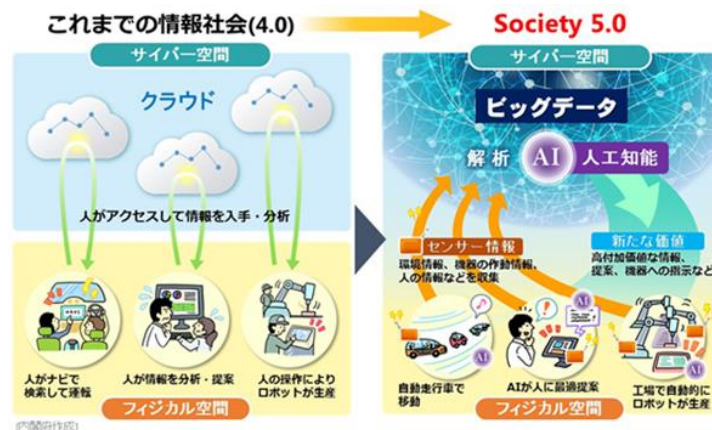 これまでの情報社会(4.0)
サイバー空間
クラウド
人がアクセスして情報を入手・分析
人がナビで
検索して運転
人が情報を分析・提案
人の操作により
ロボットが生産
フィジカル空間
Society 5.0
サイバー空間
ビッグデータ
解析 AI 人工知能
センサー情報
環境情報、機器の作動情報、
人の情報などを収集
新たな価値
高付加価値な情報、
提案、機器への指示など
AI
AI
AI
自動走行車で
移動
AIが人に最適提案
工場で自動的に
ロボットが生産
フィジカル空間
[内閣府作成]